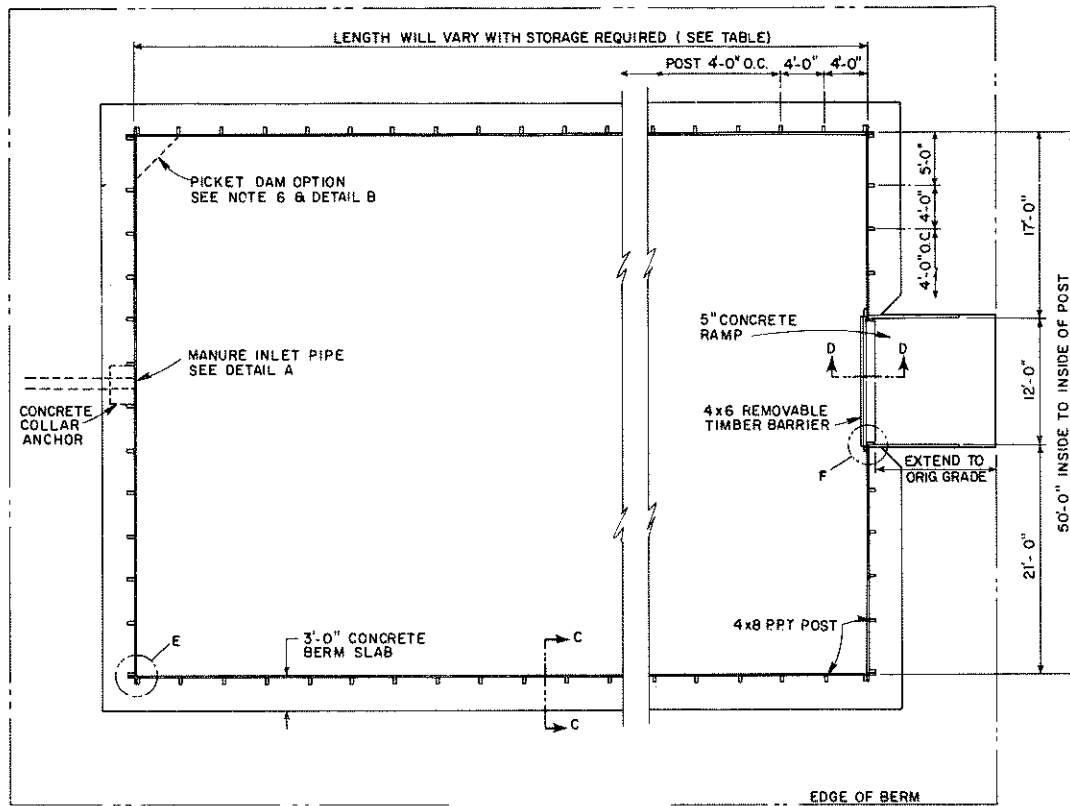 LENGTH WILL VARY WITH STORAGE REQUIRED ( SEE TABLE)
POST 4'-0" O.C.
4'-0"
4'-0"
PICKET DAM OPTION
SEE NOTE 6 & DETAIL B
5'-0"
4'-0"
4'-0" O.C.
17'-0"
5" CONCRETE
RAMP
D
D
MANURE INLET PIPE
SEE DETAIL A
CONCRETE
COLLAR
ANCHOR
4x6 REMOVABLE
TIMBER BARRIER
12'-0"
50'-0" INSIDE TO INSIDE OF POST
F
EXTEND TO
ORIG. GRADE
21'-0"
4x8 P.P.T POST
E
3'-0" CONCRETE
BERM SLAB
C
C
EDGE OF BERM